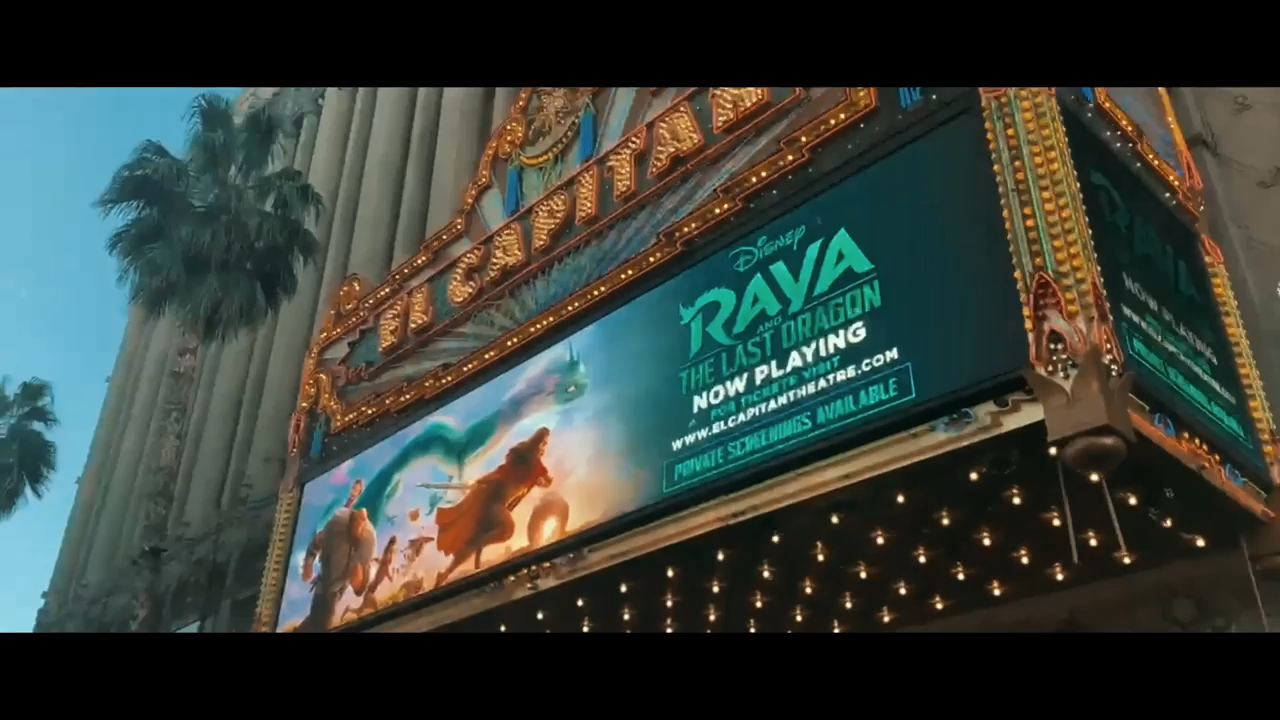 EL CAPITAN
DISNEY
RAYA
AND
THE LAST DRAGON
NOW PLAYING
FOR TICKETS VISIT
WWW.ELCAPITANTHEATRE.COM
PRIVATE SCREENINGS AVAILABLE
RAYA
NOW PLAYING